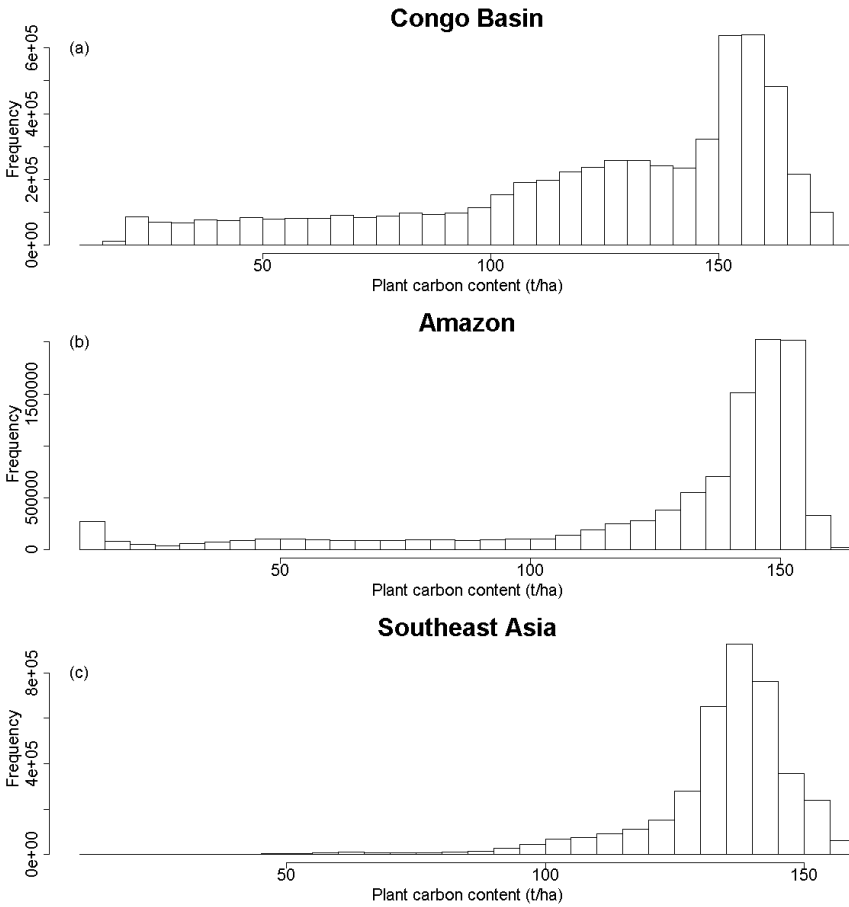 Congo Basin
(a)
Frequency
0e+00 2e+05 4e+05 6e+05
50 100 150
Plant carbon content (t/ha)
Amazon
(b)
Frequency
0 500000 1500000
50 100 150
Plant carbon content (t/ha)
Southeast Asia
(c)
Frequency
0e+00 4e+05 8e+05
50 100 150
Plant carbon content (t/ha)